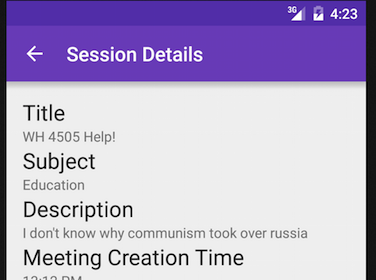 3G 4:23
Session Details
Title
WH 4505 Help!
Subject
Education
Description
I don't know why communism took over russia
Meeting Creation Time